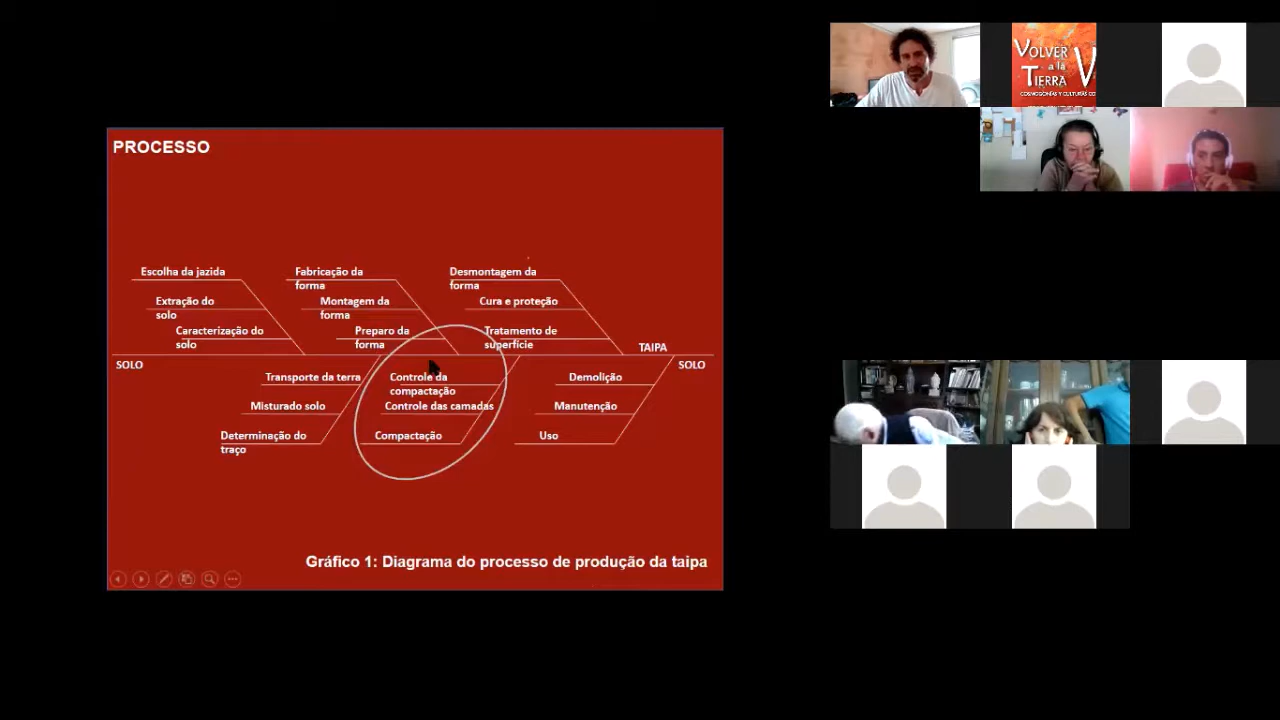 PROCESSO
Escolha da jazida
Extração do
solo
Caracterização do
solo
Fabricação da
forma
Montagem da
forma
Preparo da
forma
Desmontagem da
forma
Cura e proteção
Tratamento de
superfície
TAIPA
SOLO
SOLO
Transporte da terra
Misturado solo
Determinação do
traço
Controle da
compactação
Controle das camadas
Compactação
Demolição
Manutenção
Uso
Gráfico 1: Diagrama do processo de produção da taipa
VOLVER
a la
TIERRA
V
COSMOGONÍAS Y CULTURAS CO